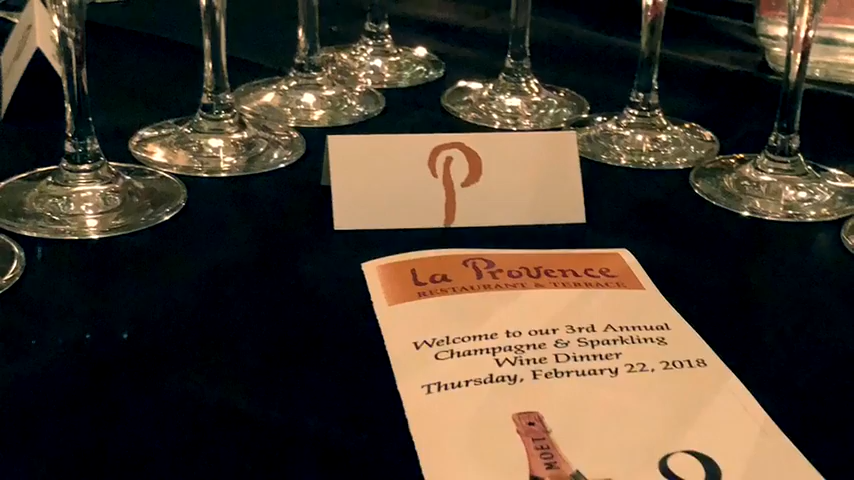 P
La Provence
RESTAURANT & TERRACE
Welcome to our 3rd Annual
Champagne & Sparkling
Wine Dinner
Thursday, February 22, 2018
MOET